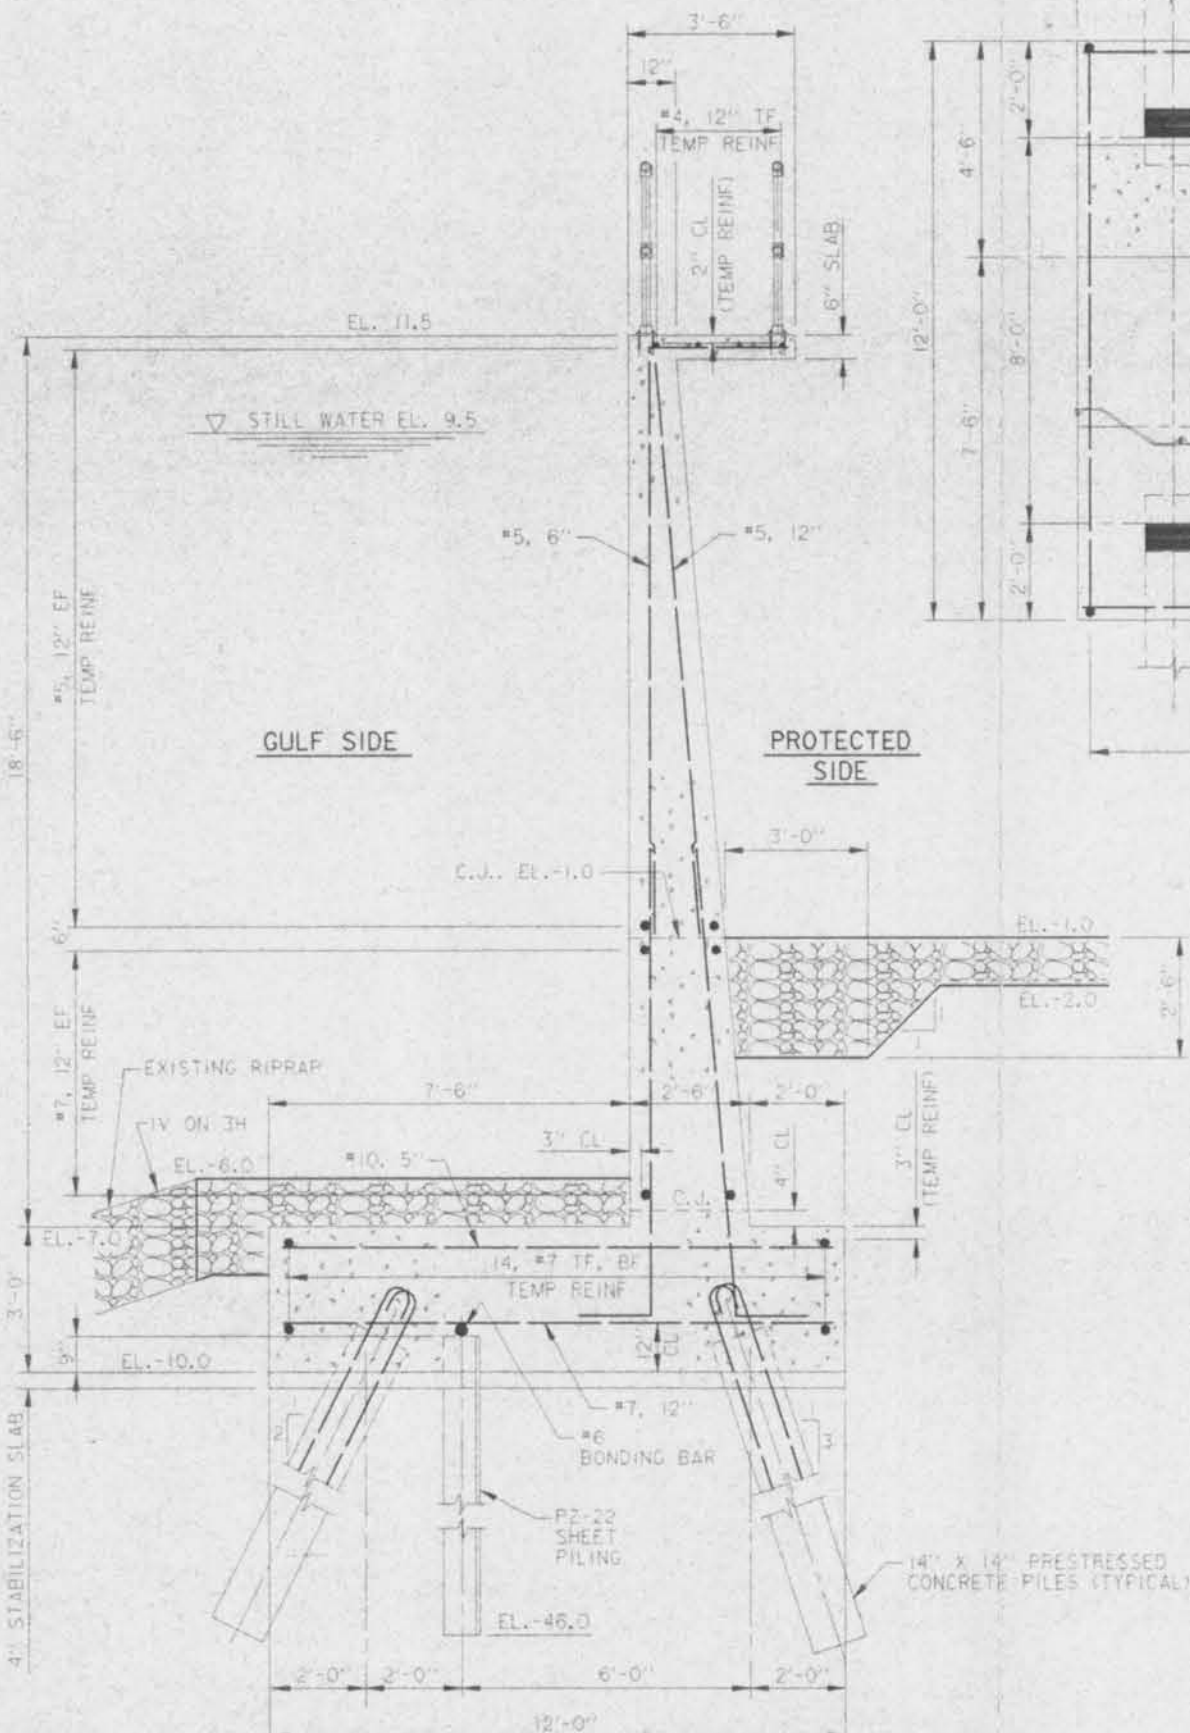 3'-6"
12"
#4, 12" TF
TEMP REINF
2" CL
(TEMP REINF)
6" SLAB
2'-0"
4'-6"
12'-0"
8'-0"
7'-6"
2'-0"
EL. 11.5
STILL WATER EL. 9.5
#5, 6"
#5, 12"
#5, 12" EF
TEMP REINF
18'-6"
GULF SIDE
PROTECTED
SIDE
3'-0"
C.J., EL.-1.0
6"
EL.-1.0
EL.-2.0
2'-6"
#7, 12" EF
TEMP REINF
EXISTING RIPRAP
1V ON 3H
7'-6"
2'-6"
2'-0"
3" CL
(TEMP REINF)
3" CL
4" CL
EL.-6.0
#10, 5"
C.J.
EL.-7.0
14, #7 TF, BF
TEMP REINF
3'-0"
12"
CL
9"
EL.-10.0
#7, 12"
2
3
#6
BONDING BAR
4" STABILIZATION SLAB
PZ-22
SHEET
PILING
14" X 14" PRESTRESSED
CONCRETE PILES (TYPICAL)
EL.-46.0
2'-0"
2'-0"
6'-0"
2'-0"
12'-0"